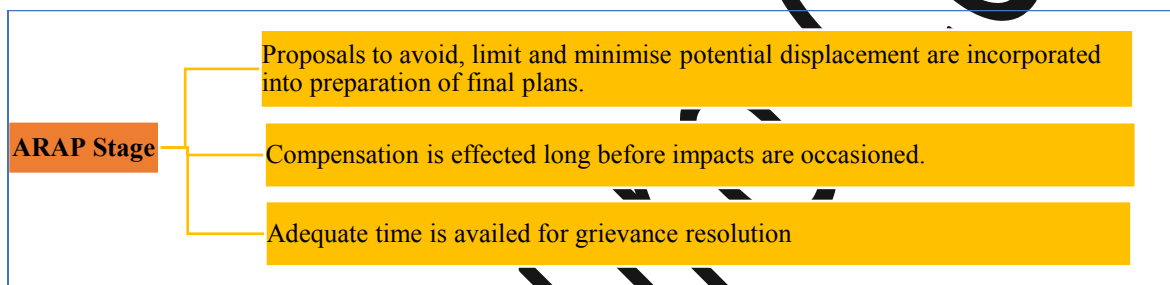 Proposals to avoid, limit and minimise potential displacement are incorporated
into preparation of final plans.
ARAP Stage
Compensation is effected long before impacts are occasioned.
Adequate time is availed for grievance resolution